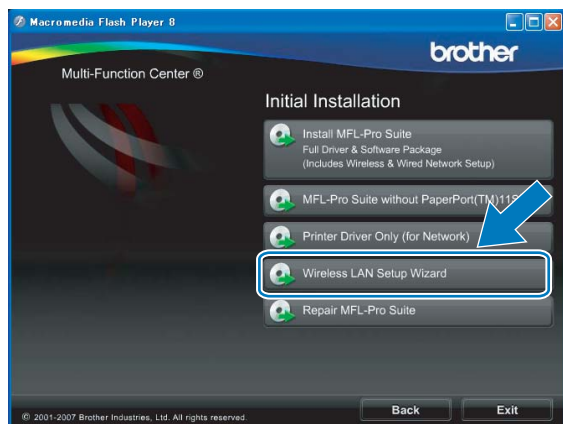 Macromedia Flash Player 8
brother
Multi-Function Center ®
Initial Installation
Install MFL-Pro Suite
Full Driver & Software Package
(Includes Wireless & Wired Network Setup)
MFL-Pro Suite without PaperPort(TM)11S
Printer Driver Only (for Network)
Wireless LAN Setup Wizard
Repair MFL-Pro Suite
Back
Exit
© 2001-2007 Brother Industries, Ltd. All rights reserved.